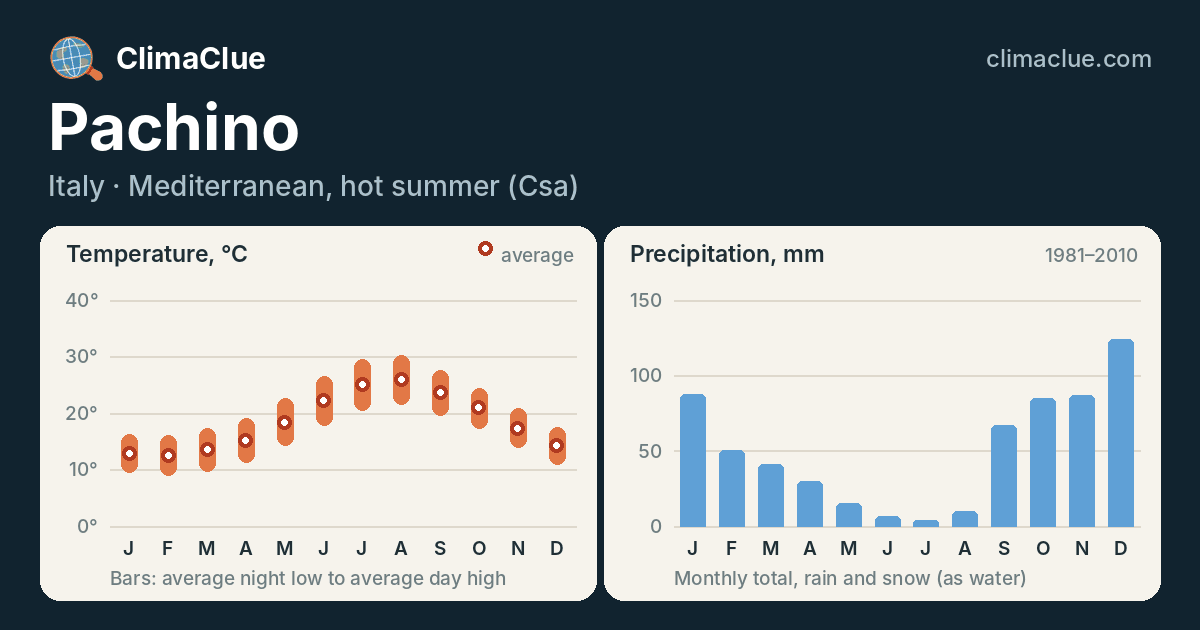 ClimaClue
climaclue.com
Pachino
Italy · Mediterranean, hot summer (Csa)
Temperature, °C
average
40°
30°
20°
10°
0°
J F M A M J J A S O N D
Bars: average night low to average day high
Precipitation, mm
1981–2010
150
100
50
0
J F M A M J J A S O N D
Monthly total, rain and snow (as water)